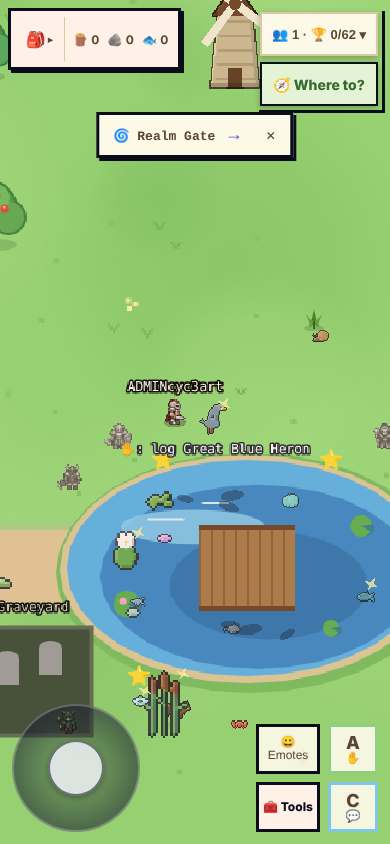 🎒▸ 🪵 0 🪨 0 🐟 0
👥 1 · 🏆 0/62 ▾
🧭 Where to?
🌀 Realm Gate → ×
ADMINcyc3art
✋: log Great Blue Heron
Graveyard
😀
Emotes
A
✋
🧰 Tools
C
💬